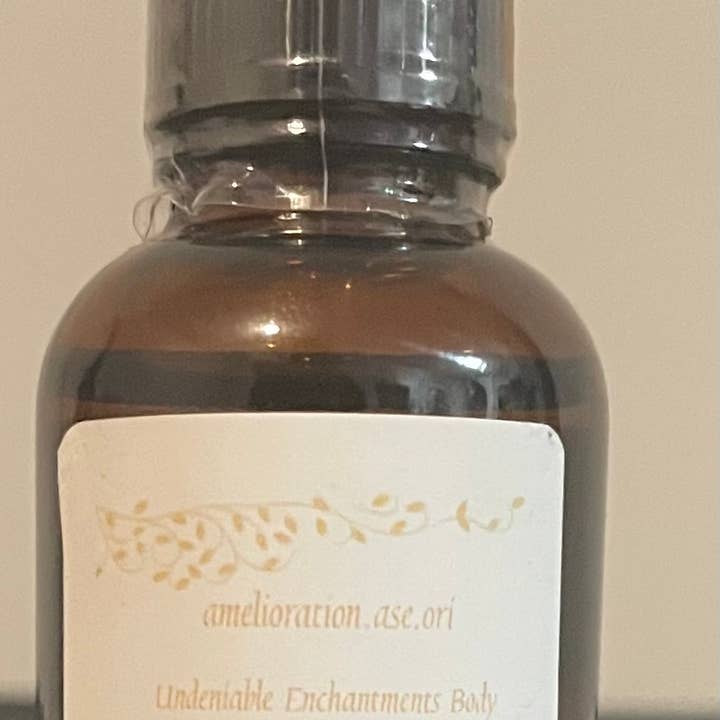 amelioration.ase.ori
Undeniable Enchantments Body